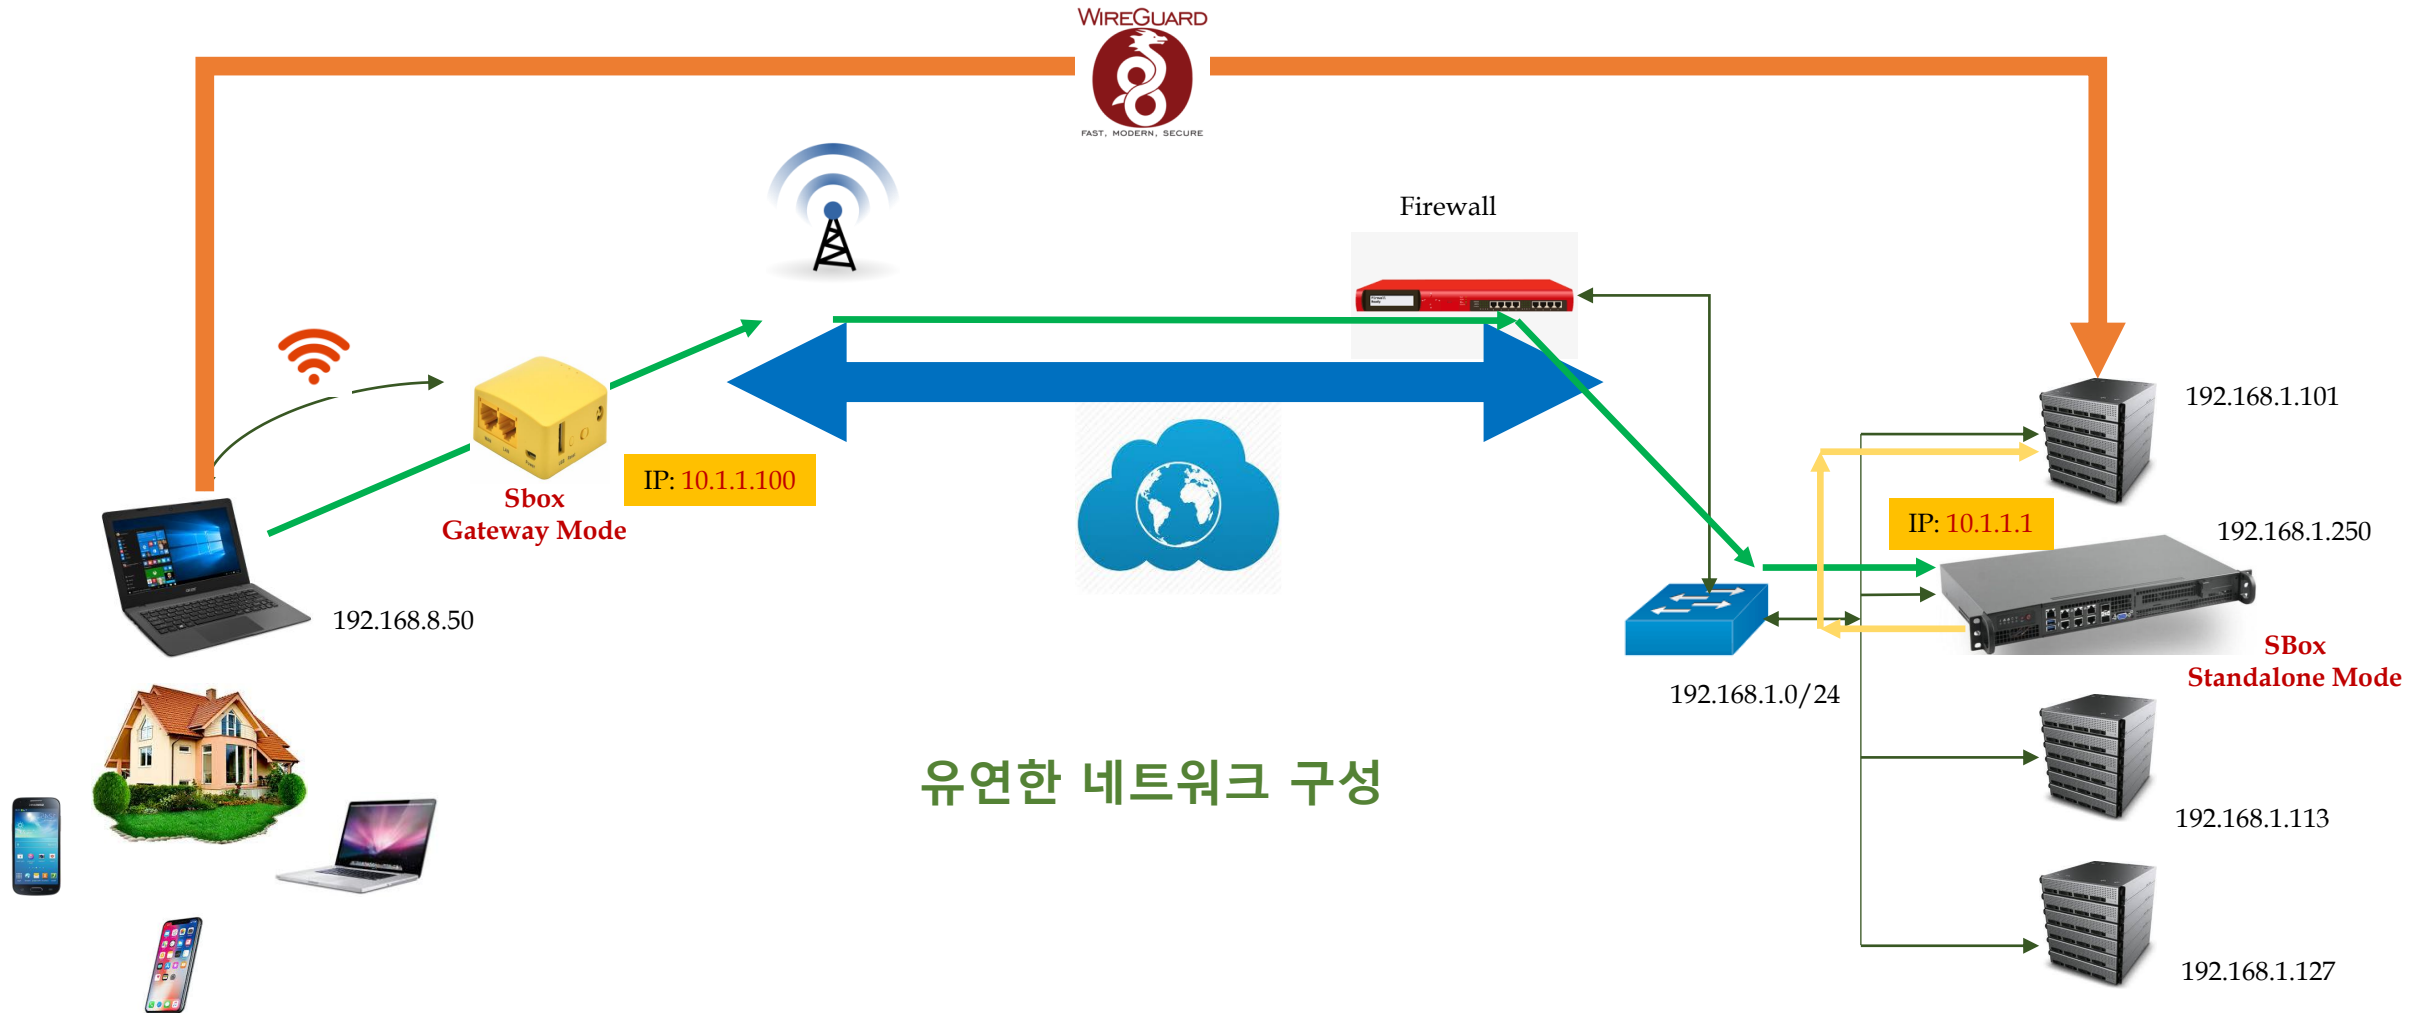 WIREGUARD
FAST, MODERN, SECURE
Firewall
192.168.1.101
IP: 10.1.1.100
Sbox
Gateway Mode
IP: 10.1.1.1
192.168.1.250
192.168.8.50
SBox
Standalone Mode
192.168.1.0/24
유연한 네트워크 구성
192.168.1.113
192.168.1.127